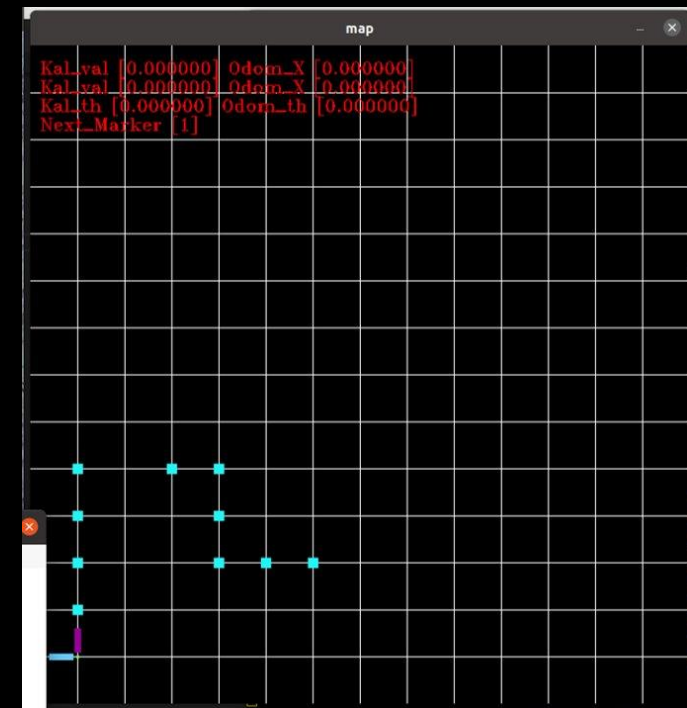 map
Kal_val [0.000000] Odom_X [0.000000]
Kal_val [0.000000] Odom_X [0.000000]
Kal_th [0.000000] Odom_th [0.000000]
Next_Marker [1]